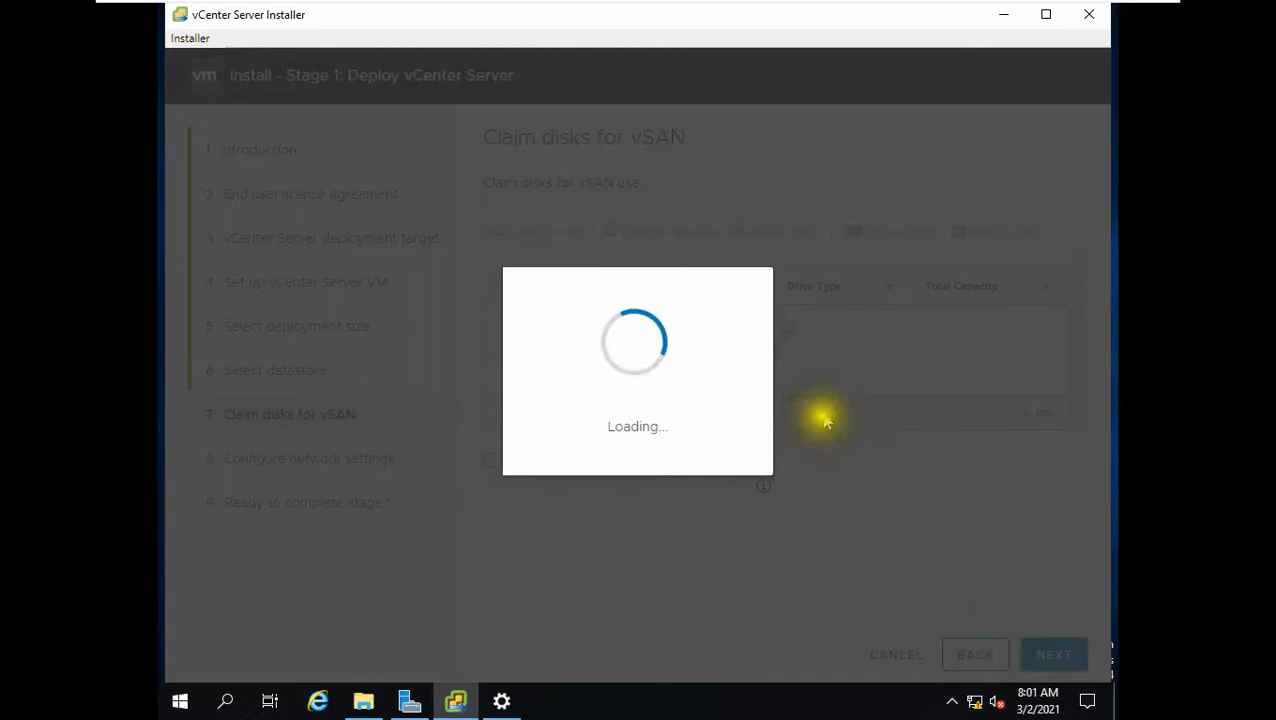 vCenter Server Installer
Installer
vm Install - Stage 1: Deploy vCenter Server
1 Introduction
2 End user license agreement
3 vCenter Server deployment target
4 Set up vCenter Server VM
5 Select deployment size
6 Select datastore
7 Claim disks for vSAN
8 Configure network settings
9 Ready to complete stage 1
Claim disks for vSAN
Claim disks for vSAN use.
Drive Type
Total Capacity
Loading...
CANCEL
BACK
NEXT
8:01 AM
3/2/2021